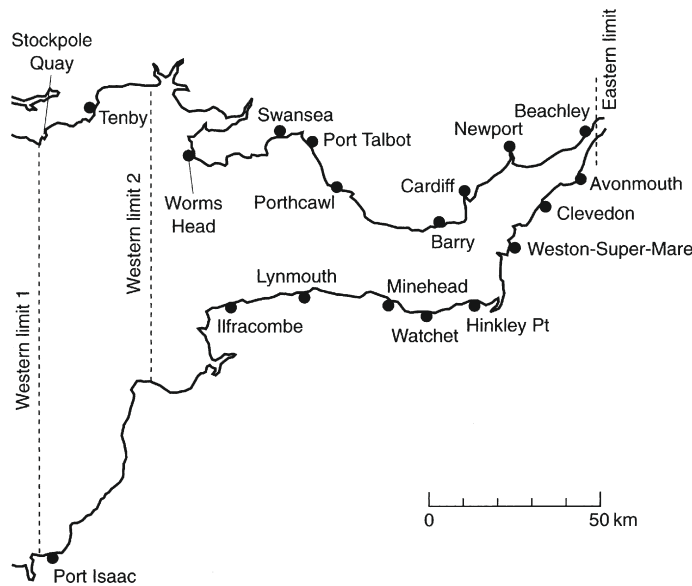 Stockpole
Quay
Tenby
Swansea
Port Talbot
Newport
Beachley
Eastern limit
Worms
Head
Porthcawl
Cardiff
Avonmouth
Clevedon
Barry
Weston-Super-Mare
Western limit 2
Western limit 1
Lynmouth
Minehead
Ilfracombe
Watchet
Hinkley Pt
0
50 km
Port Isaac